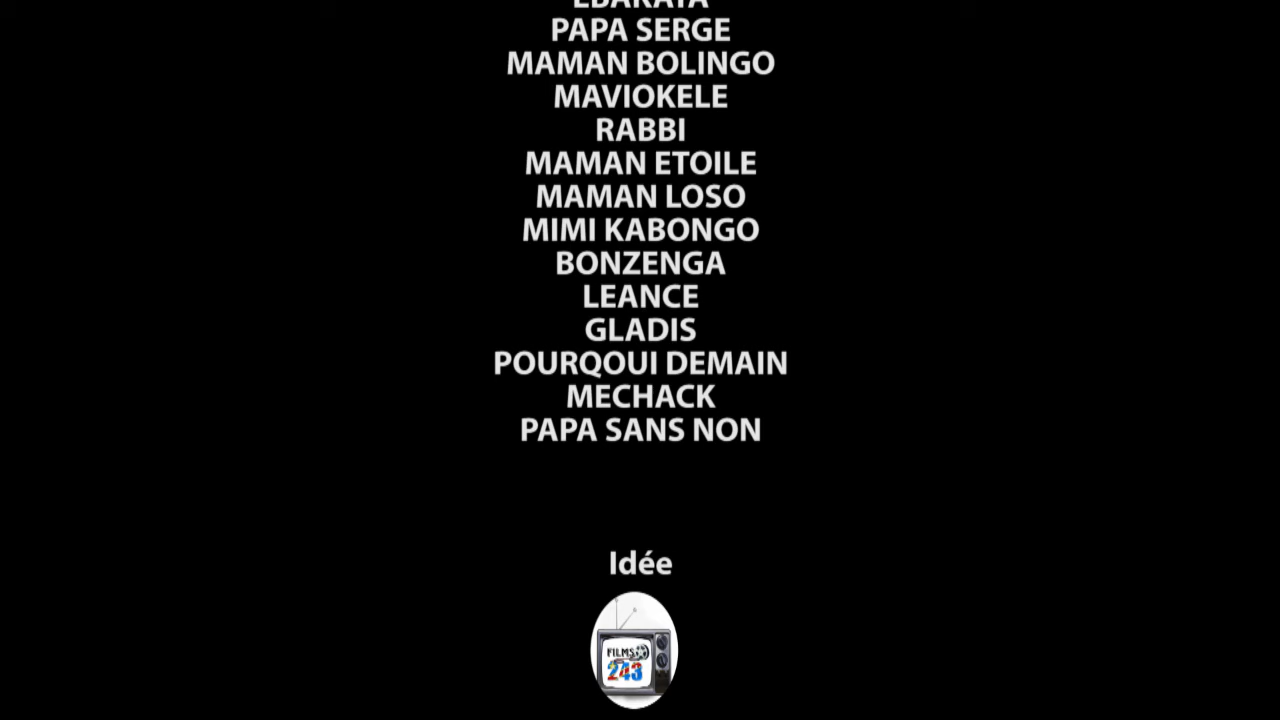 PAPA SERGE
MAMAN BOLINGO
MAVIOKELE
RABBI
MAMAN ETOILE
MAMAN LOSO
MIMI KABONGO
BONZENGA
LEANCE
GLADIS
POURQOUI DEMAIN
MECHACK
PAPA SANS NON
Idée
FILMS
243